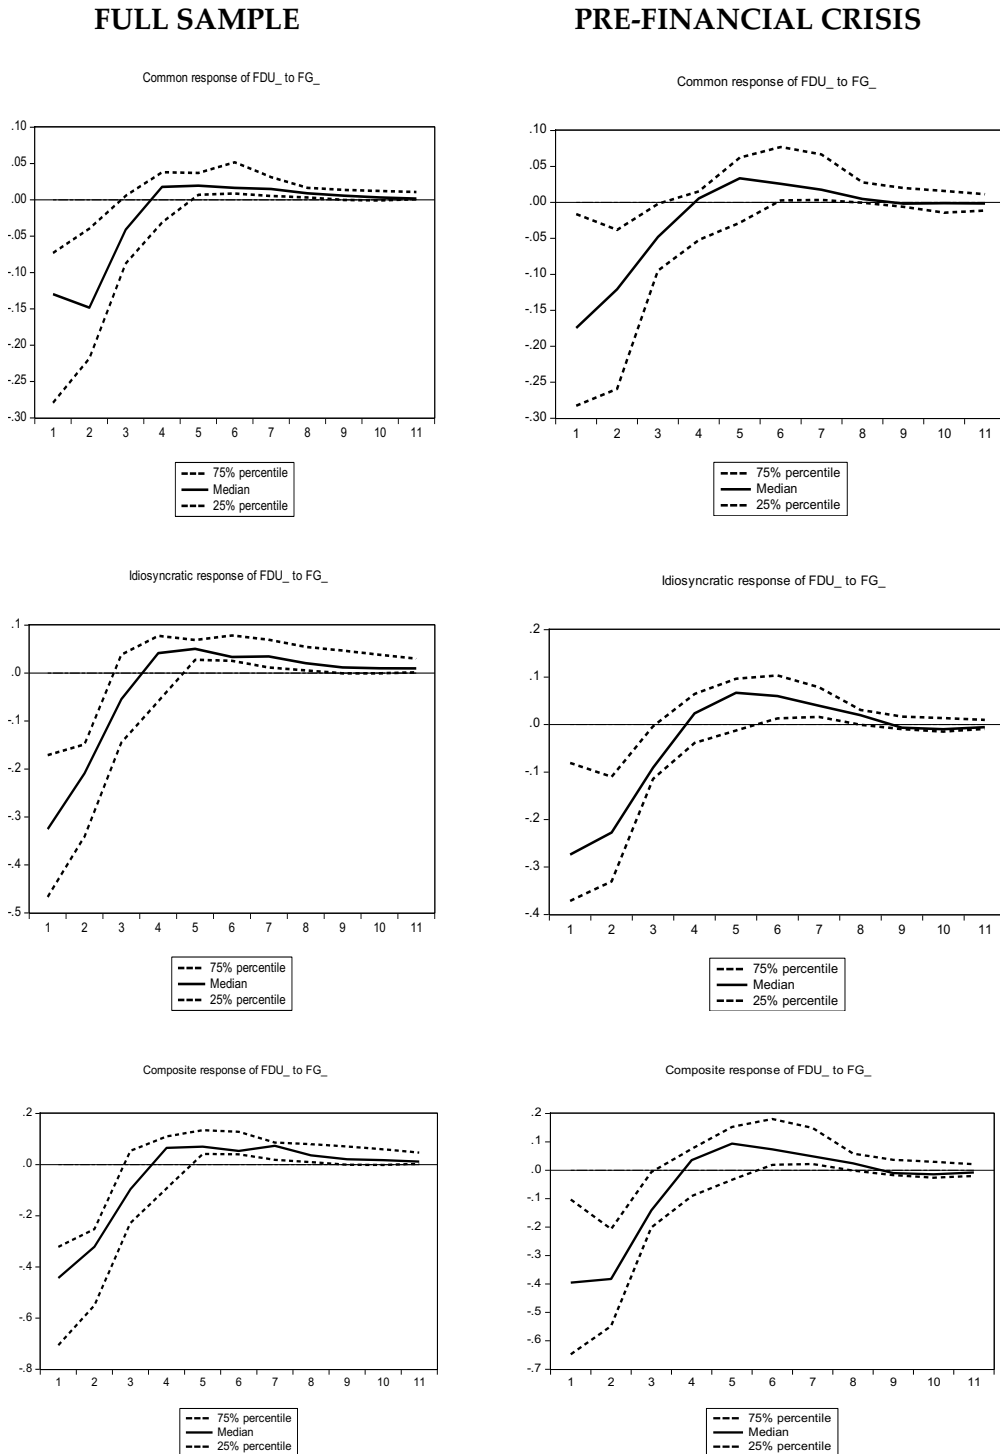 FULL SAMPLE
PRE-FINANCIAL CRISIS
Common response of FDU_ to FG_
.10
.05
.00
-.05
-.10
-.15
-.20
-.25
-.30
1 2 3 4 5 6 7 8 9 10 11
75% percentile
Median
25% percentile
Common response of FDU_ to FG_
.10
.05
.00
-.05
-.10
-.15
-.20
-.25
-.30
1 2 3 4 5 6 7 8 9 10 11
75% percentile
Median
25% percentile
Idiosyncratic response of FDU_ to FG_
.1
.0
-.1
-.2
-.3
-.4
-.5
1 2 3 4 5 6 7 8 9 10 11
75% percentile
Median
25% percentile
Idiosyncratic response of FDU_ to FG_
.2
.1
.0
-.1
-.2
-.3
-.4
1 2 3 4 5 6 7 8 9 10 11
75% percentile
Median
25% percentile
Composite response of FDU_ to FG_
.2
.0
-.2
-.4
-.6
-.8
1 2 3 4 5 6 7 8 9 10 11
75% percentile
Median
25% percentile
Composite response of FDU_ to FG_
.2
.1
.0
-.1
-.2
-.3
-.4
-.5
-.6
-.7
1 2 3 4 5 6 7 8 9 10 11
75% percentile
Median
25% percentile